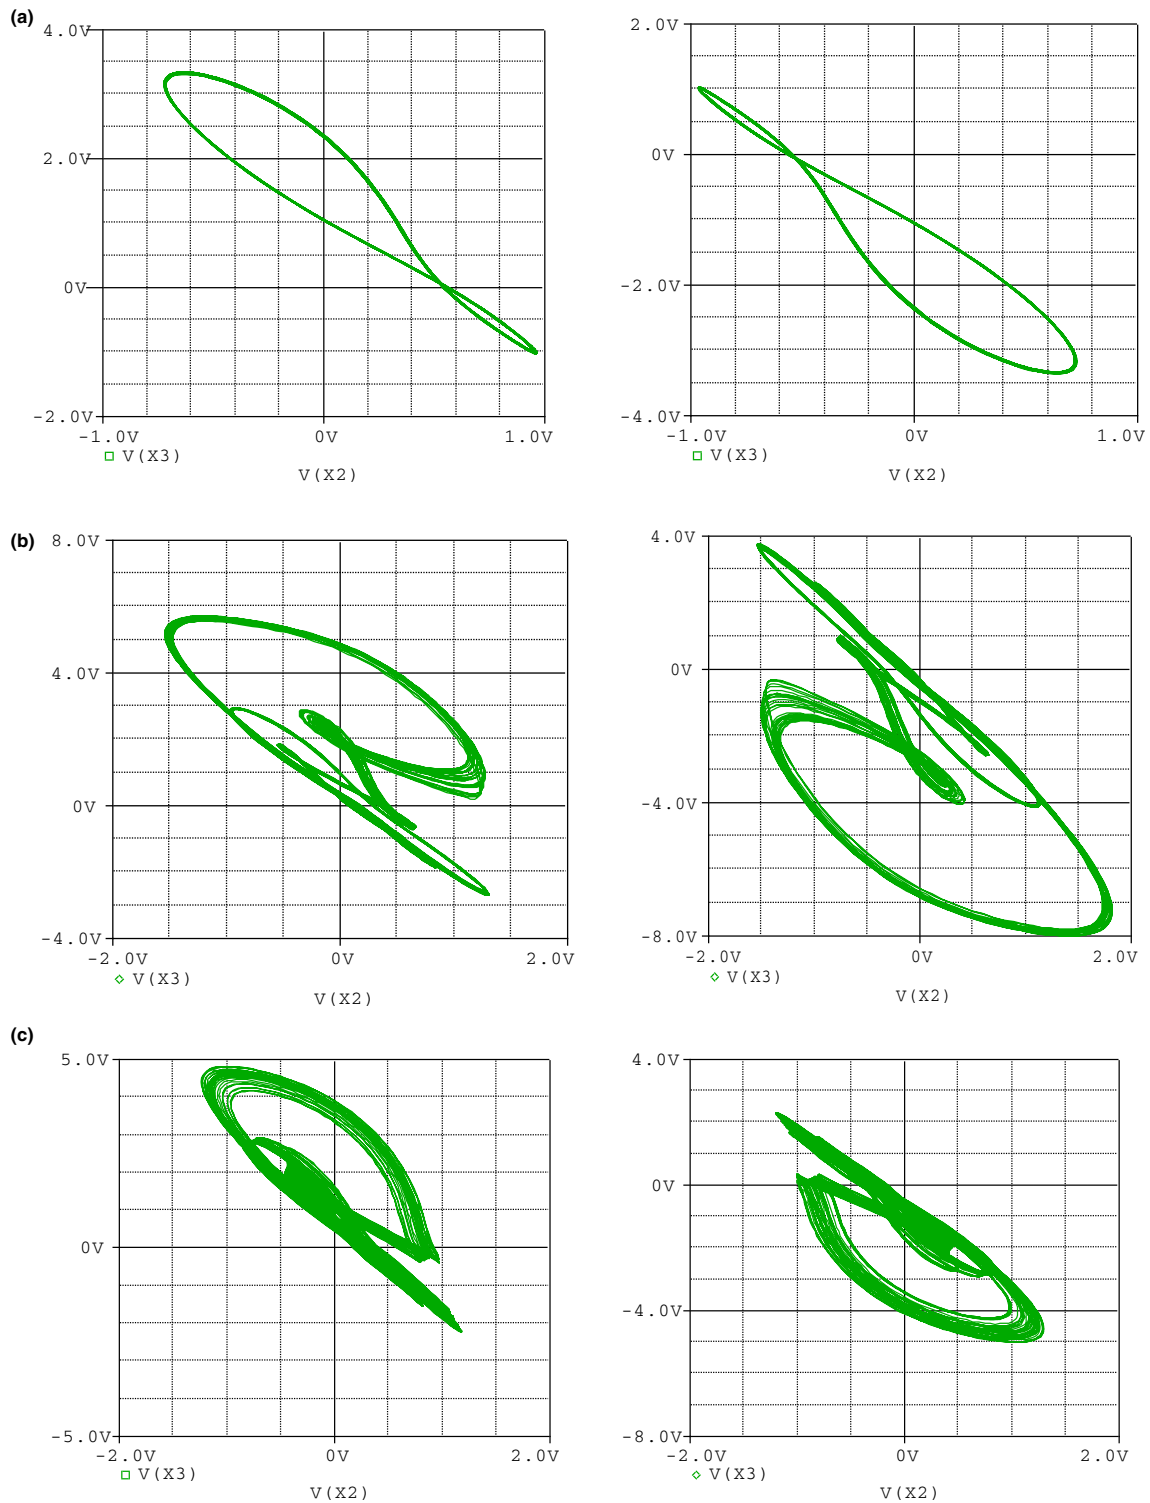 (a)
4.0V
2.0V
0V
-2.0V
-1.0V 0V 1.0V
V(X3)
V(X2)
2.0V
0V
-2.0V
-4.0V
-1.0V 0V 1.0V
V(X3)
V(X2)
(b)
8.0V
4.0V
0V
-4.0V
-2.0V 0V 2.0V
V(X3)
V(X2)
4.0V
0V
-4.0V
-8.0V
-2.0V 0V 2.0V
V(X3)
V(X2)
(c)
5.0V
0V
-5.0V
-2.0V 0V 2.0V
V(X3)
V(X2)
4.0V
0V
-4.0V
-8.0V
-2.0V 0V 2.0V
V(X3)
V(X2)